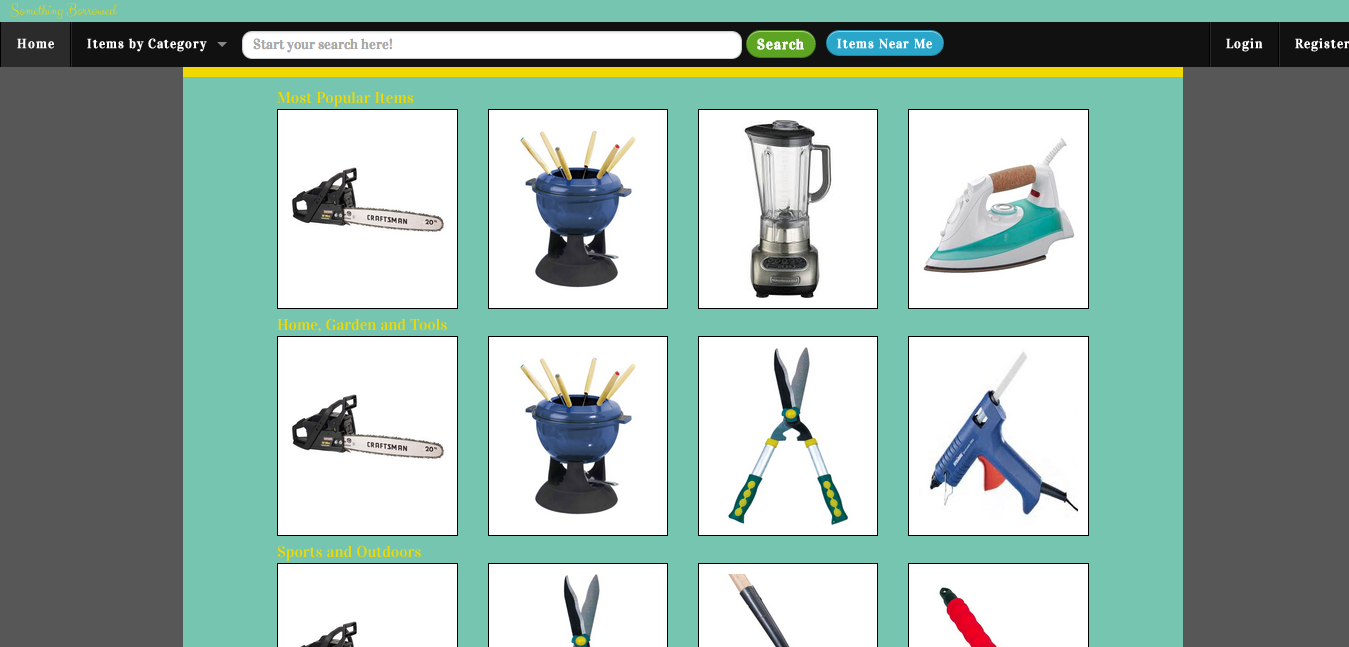 Something Borrowed
Home
Items by Category
Start your search here!
Search
Items Near Me
Login
Register
Most Popular Items
CRAFTSMAN 20"
Home, Garden and Tools
CRAFTSMAN 20"
Sports and Outdoors